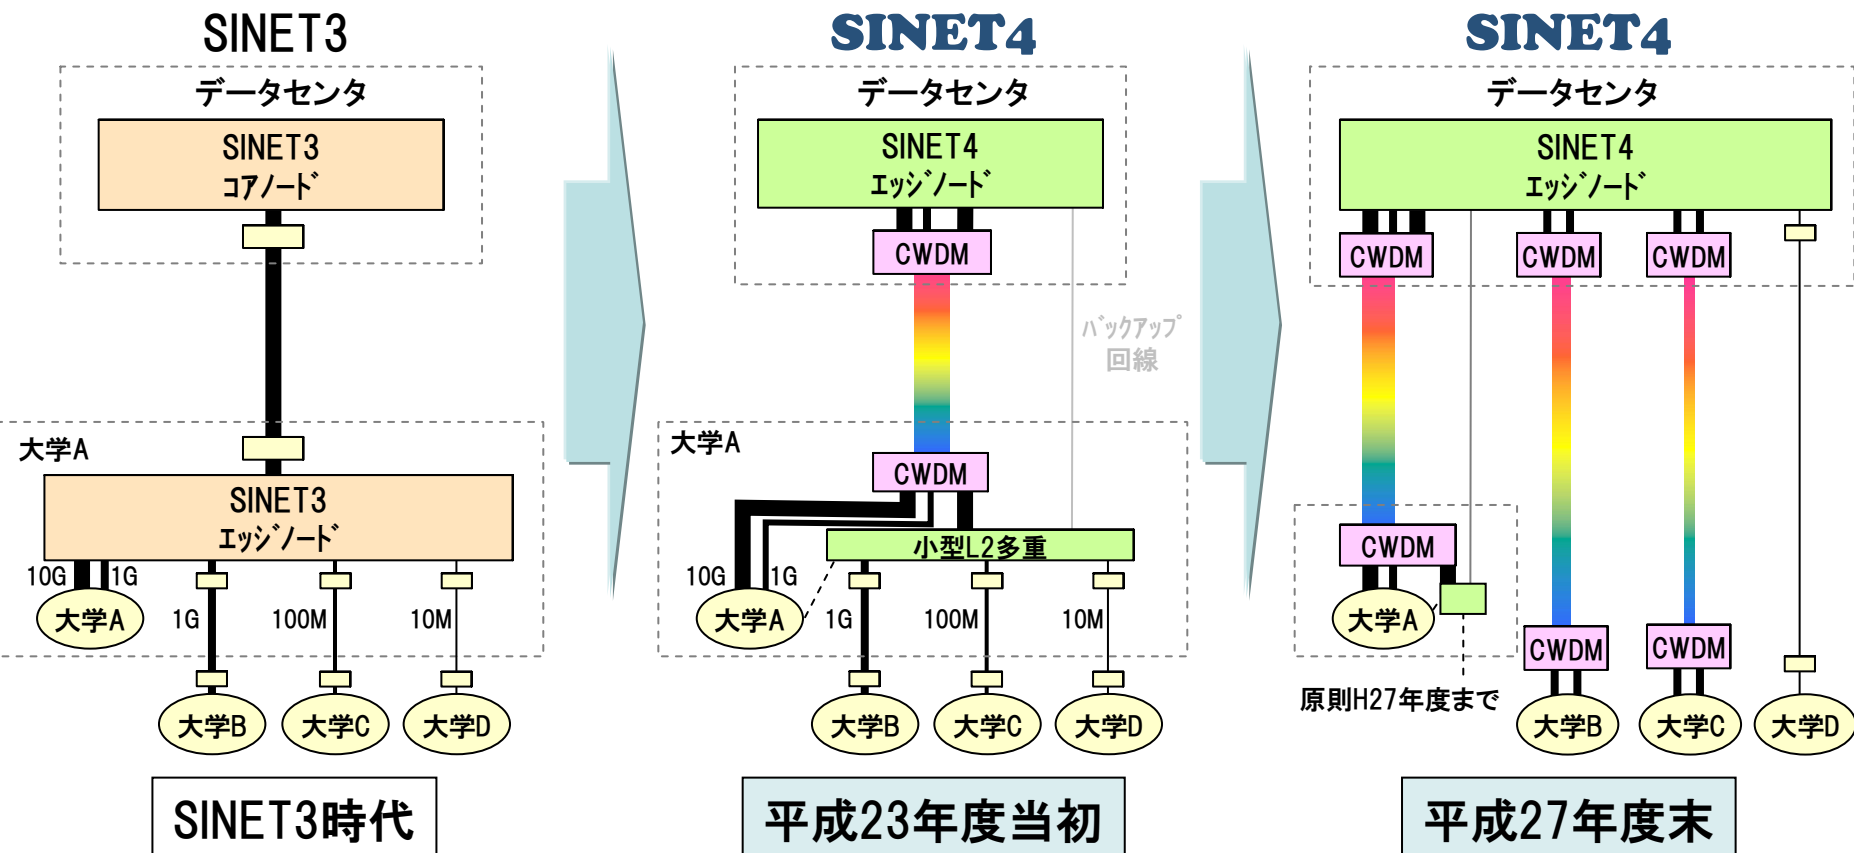 SINET3
データセンタ
SINET3
コアノード
大学A
SINET3
エッジノード
10G
1G
大学A
1G
100M
10M
大学B
大学C
大学D
SINET3時代
SINET4
データセンタ
SINET4
エッジノード
CWDM
バックアップ
回線
大学A
CWDM
小型L2多重
10G
1G
大学A
1G
100M
10M
大学B
大学C
大学D
平成23年度当初
SINET4
データセンタ
SINET4
エッジノード
CWDM
CWDM
CWDM
CWDM
大学A
原則H27年度まで
CWDM
CWDM
大学B
大学C
大学D
平成27年度末